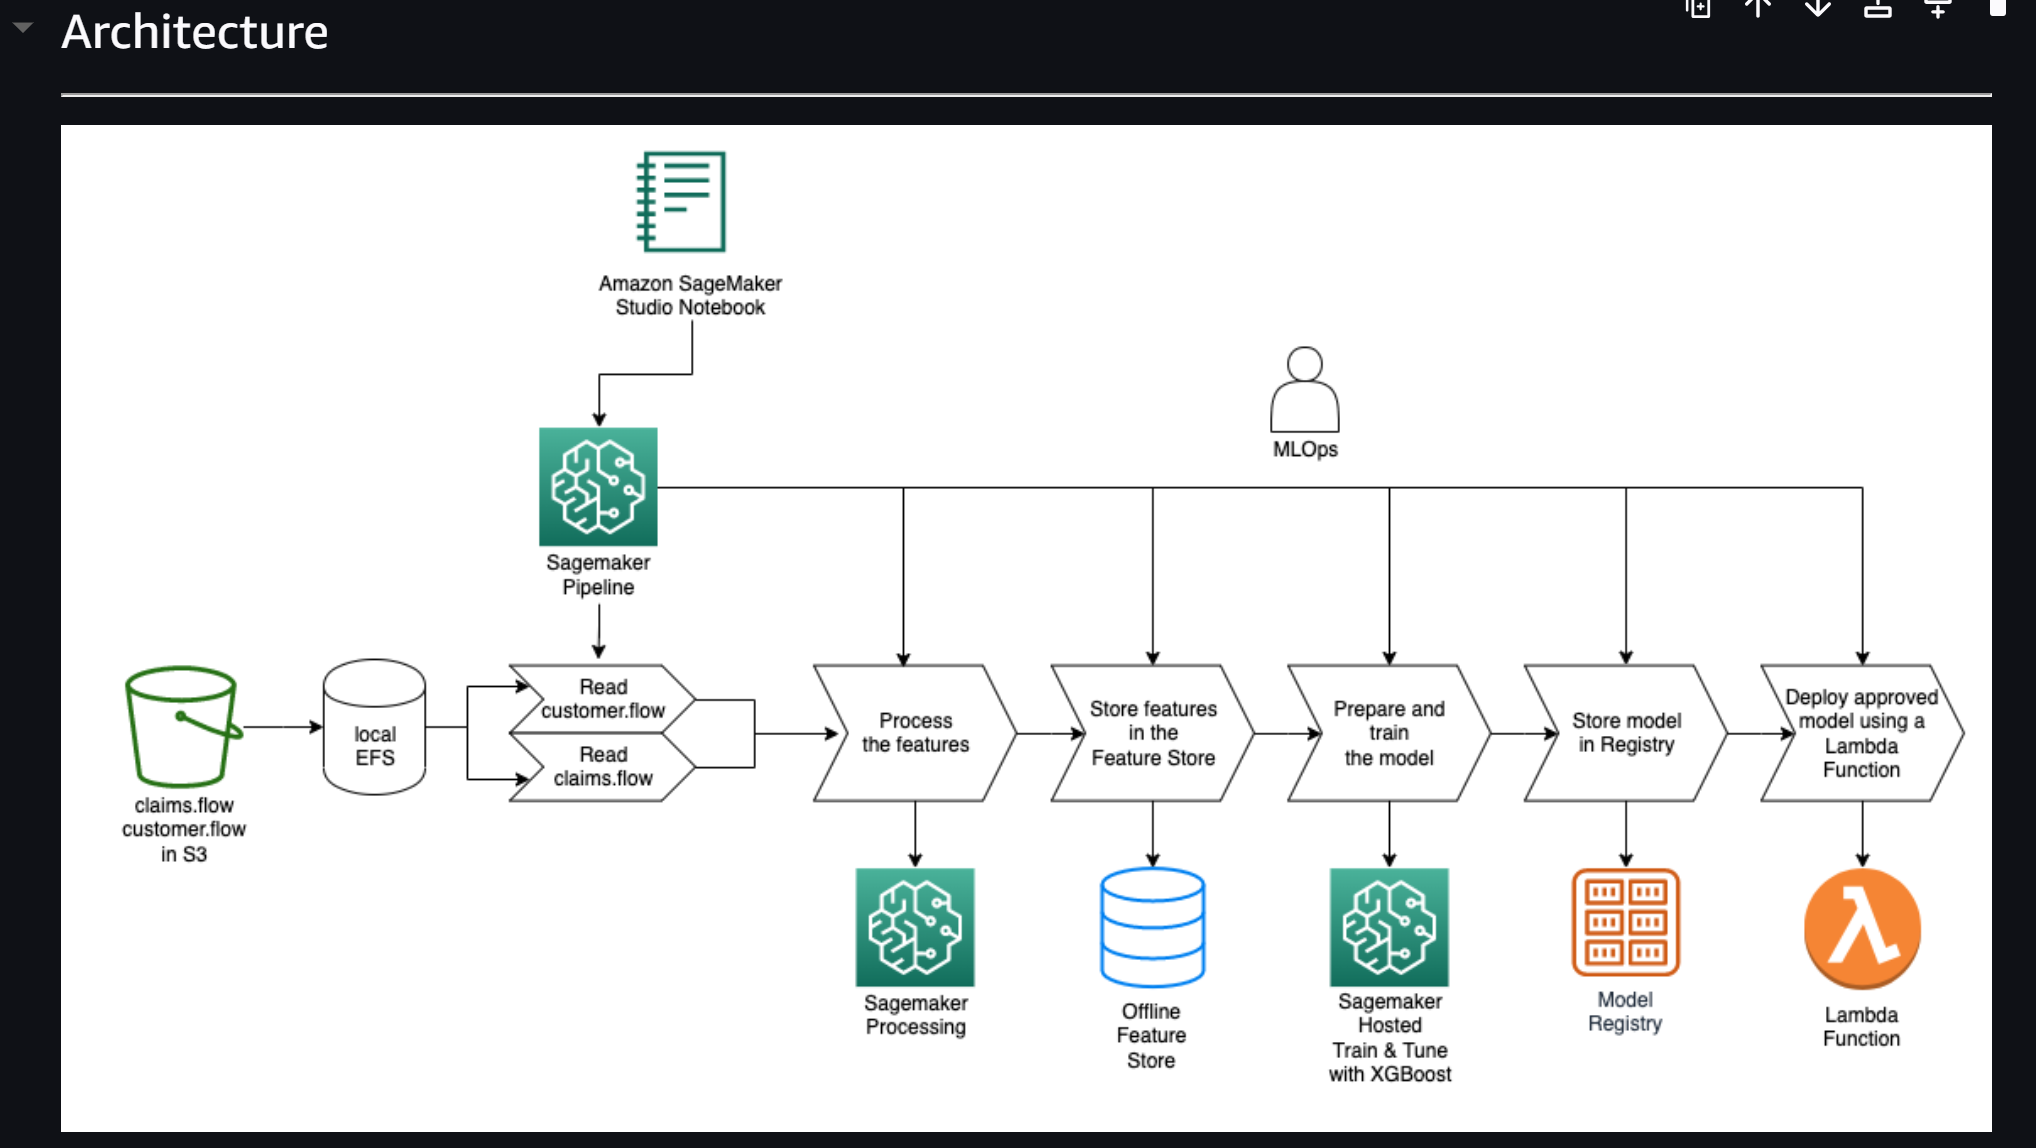 Architecture
Amazon SageMaker
Studio Notebook
MLOps
Sagemaker
Pipeline
claims.flow
customer.flow
in S3
local
EFS
Read
customer.flow
Read
claims.flow
Process
the features
Store features
in the
Feature Store
Prepare and
train
the model
Store model
in Registry
Deploy approved
model using a
Lambda
Function
Sagemaker
Processing
Offline
Feature
Store
Sagemaker
Hosted
Train & Tune
with XGBoost
Model
Registry
Lambda
Function